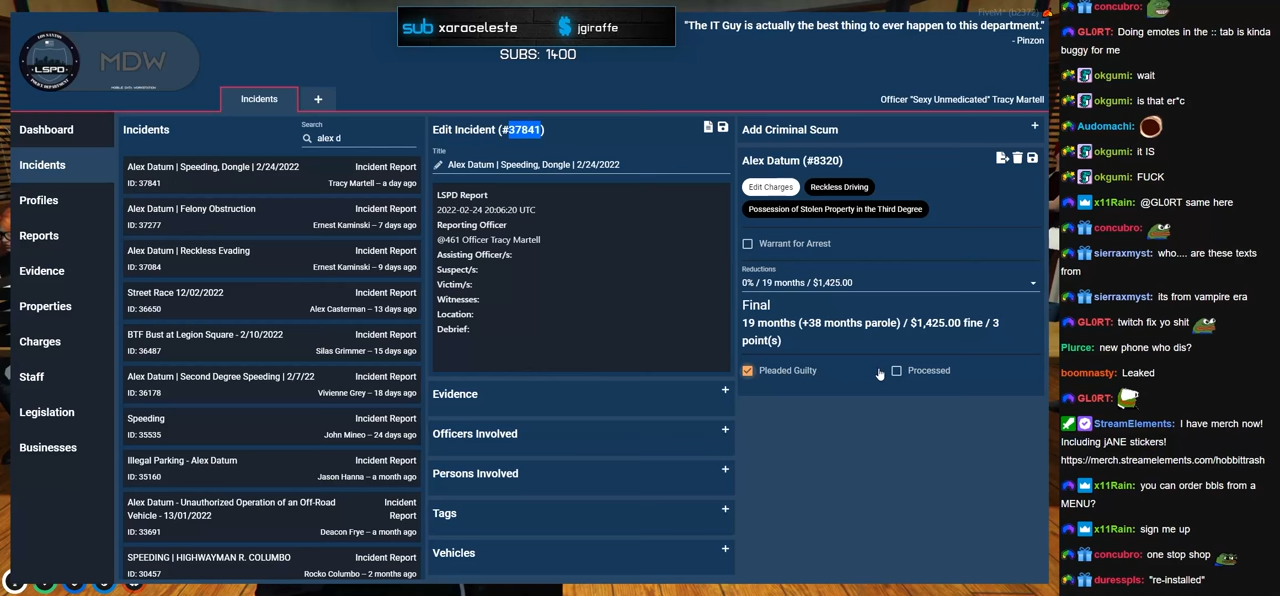 sub xaraceleste jgiraffe
SUBS: 1400
FiveM* (b2372)
"The IT Guy is actually the best thing to ever happen to this department."
- Pinzon
LOS SANTOS
LSPD
POLICE DEPARTMENT
MDW
MOBILE DATA WORKSTATION
Incidents
+
Officer "Sexy Unmedicated" Tracy Martell
Dashboard
Incidents
Profiles
Reports
Evidence
Properties
Charges
Staff
Legislation
Businesses
Incidents
Search
alex d
Alex Datum | Speeding, Dongle | 2/24/2022 Incident Report
ID: 37841 Tracy Martell – a day ago
Alex Datum | Felony Obstruction Incident Report
ID: 37277 Ernest Kaminski – 7 days ago
Alex Datum | Reckless Evading Incident Report
ID: 37084 Ernest Kaminski – 9 days ago
Street Race 12/02/2022 Incident Report
ID: 36650 Alex Casterman – 13 days ago
BTF Bust at Legion Square - 2/10/2022 Incident Report
ID: 36487 Silas Grimmer – 15 days ago
Alex Datum | Second Degree Speeding | 2/7/22 Incident Report
ID: 36178 Vivienne Grey – 18 days ago
Speeding Incident Report
ID: 35535 John Mineo – 24 days ago
Illegal Parking - Alex Datum Incident Report
ID: 35160 Jason Hanna – a month ago
Alex Datum - Unauthorized Operation of an Off-Road Incident
Vehicle - 13/01/2022 Report
ID: 33691 Deacon Frye – a month ago
SPEEDING | HIGHWAYMAN R. COLUMBO Incident Report
ID: 30457 Rocko Columbo – 2 months ago
Edit Incident (#37841)
Title
Alex Datum | Speeding, Dongle | 2/24/2022
LSPD Report
2022-02-24 20:06:20 UTC
Reporting Officer
@461 Officer Tracy Martell
Assisting Officer/s:
Suspect/s:
Victim/s:
Witnesses:
Location:
Debrief:
Evidence +
Officers Involved +
Persons Involved +
Tags +
Vehicles +
Add Criminal Scum +
Alex Datum (#8320)
Edit Charges Reckless Driving
Possession of Stolen Property in the Third Degree
Warrant for Arrest
Reductions
0% / 19 months / $1,425.00
Final
19 months (+38 months parole) / $1,425.00 fine / 3
point(s)
Pleaded Guilty Processed
concubro:
GL0RT: Doing emotes in the :: tab is kinda
buggy for me
okgumi: wait
okgumi: is that er*c
Audomachi:
okgumi: it IS
okgumi: FUCK
x11Rain: @GL0RT same here
concubro:
sierraxmyst: who.... are these texts
from
sierraxmyst: its from vampire era
GL0RT: twitch fix yo shit
Plurce: new phone who dis?
boomnasty: Leaked
GL0RT:
StreamElements: I have merch now!
Including jANE stickers!
https://merch.streamelements.com/hobbittrash
x11Rain: you can order bbls from a
MENU?
x11Rain: sign me up
concubro: one stop shop
duresspls: "re-installed"